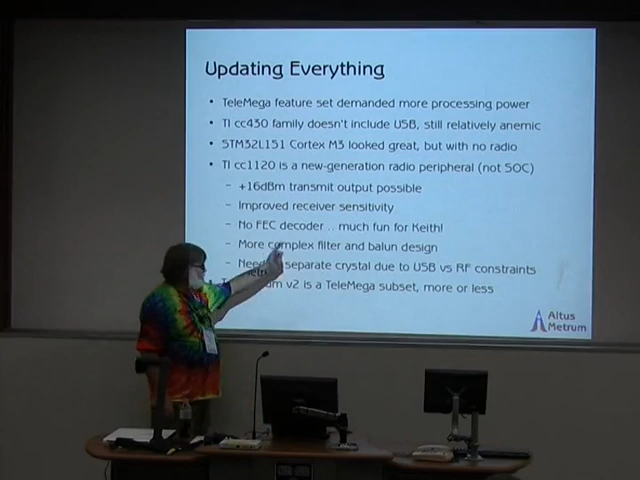 Updating Everything
• TeleMega feature set demanded more processing power
• TI cc430 family doesn't include USB, still relatively anemic
• STM32L151 Cortex M3 looked great, but with no radio
• TI cc1120 is a new-generation radio peripheral (not SOC)
– +16dBm transmit output possible
– Improved receiver sensitivity
– No FEC decoder .. much fun for Keith!
– More complex filter and balun design
– separate crystal due to USB vs RF constraints
v2 is a TeleMega subset, more or less
Altus
Metrum